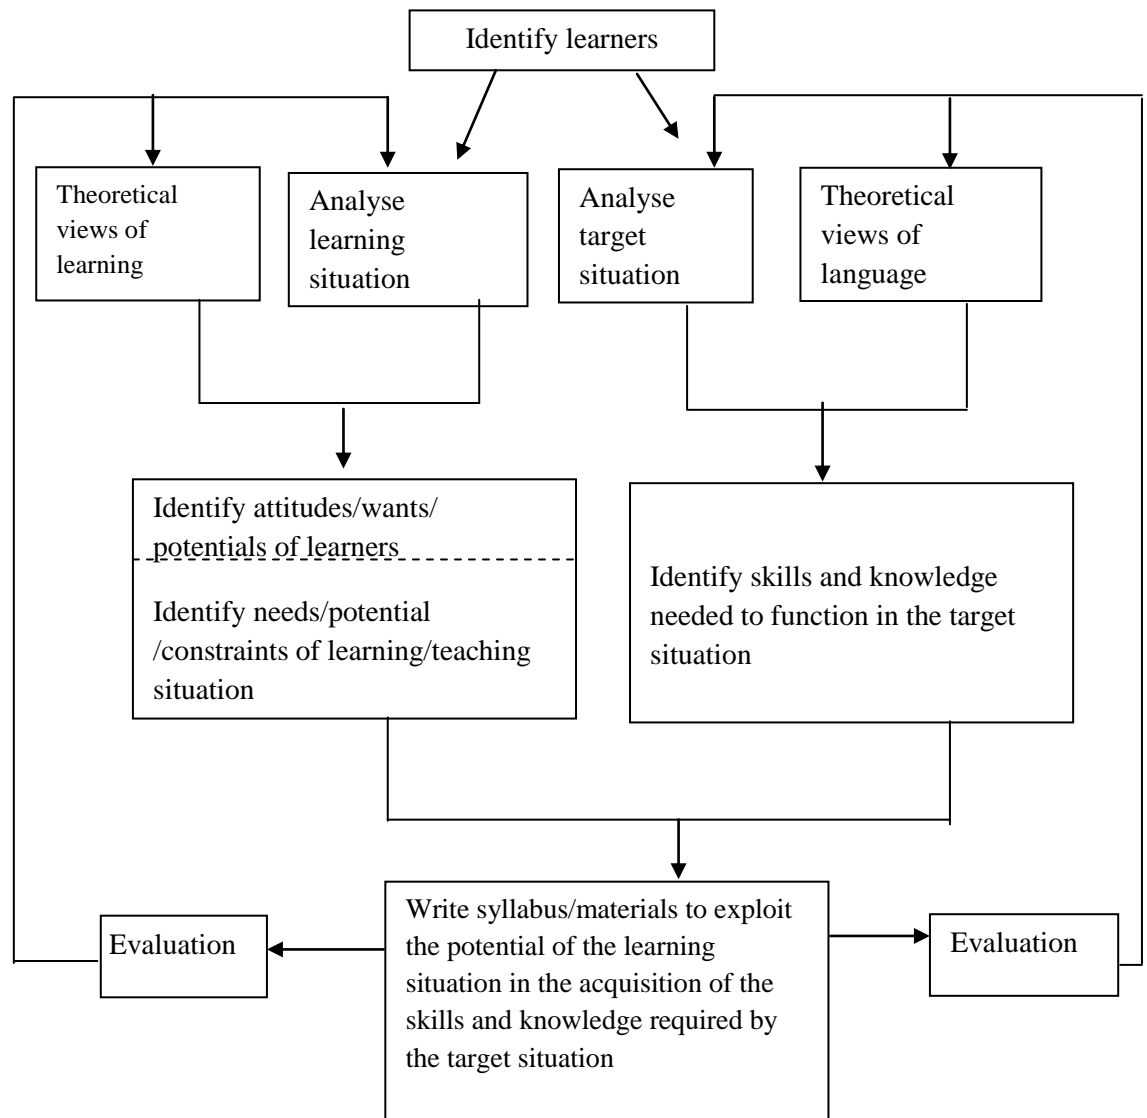 Identify learners
Theoretical
views of
learning
Analyse
learning
situation
Analyse
target
situation
Theoretical
views of
language
Identify attitudes/wants/
potentials of learners
Identify needs/potential
/constraints of learning/teaching
situation
Identify skills and knowledge
needed to function in the target
situation
Evaluation
Write syllabus/materials to exploit
the potential of the learning
situation in the acquisition of the
skills and knowledge required by
the target situation
Evaluation